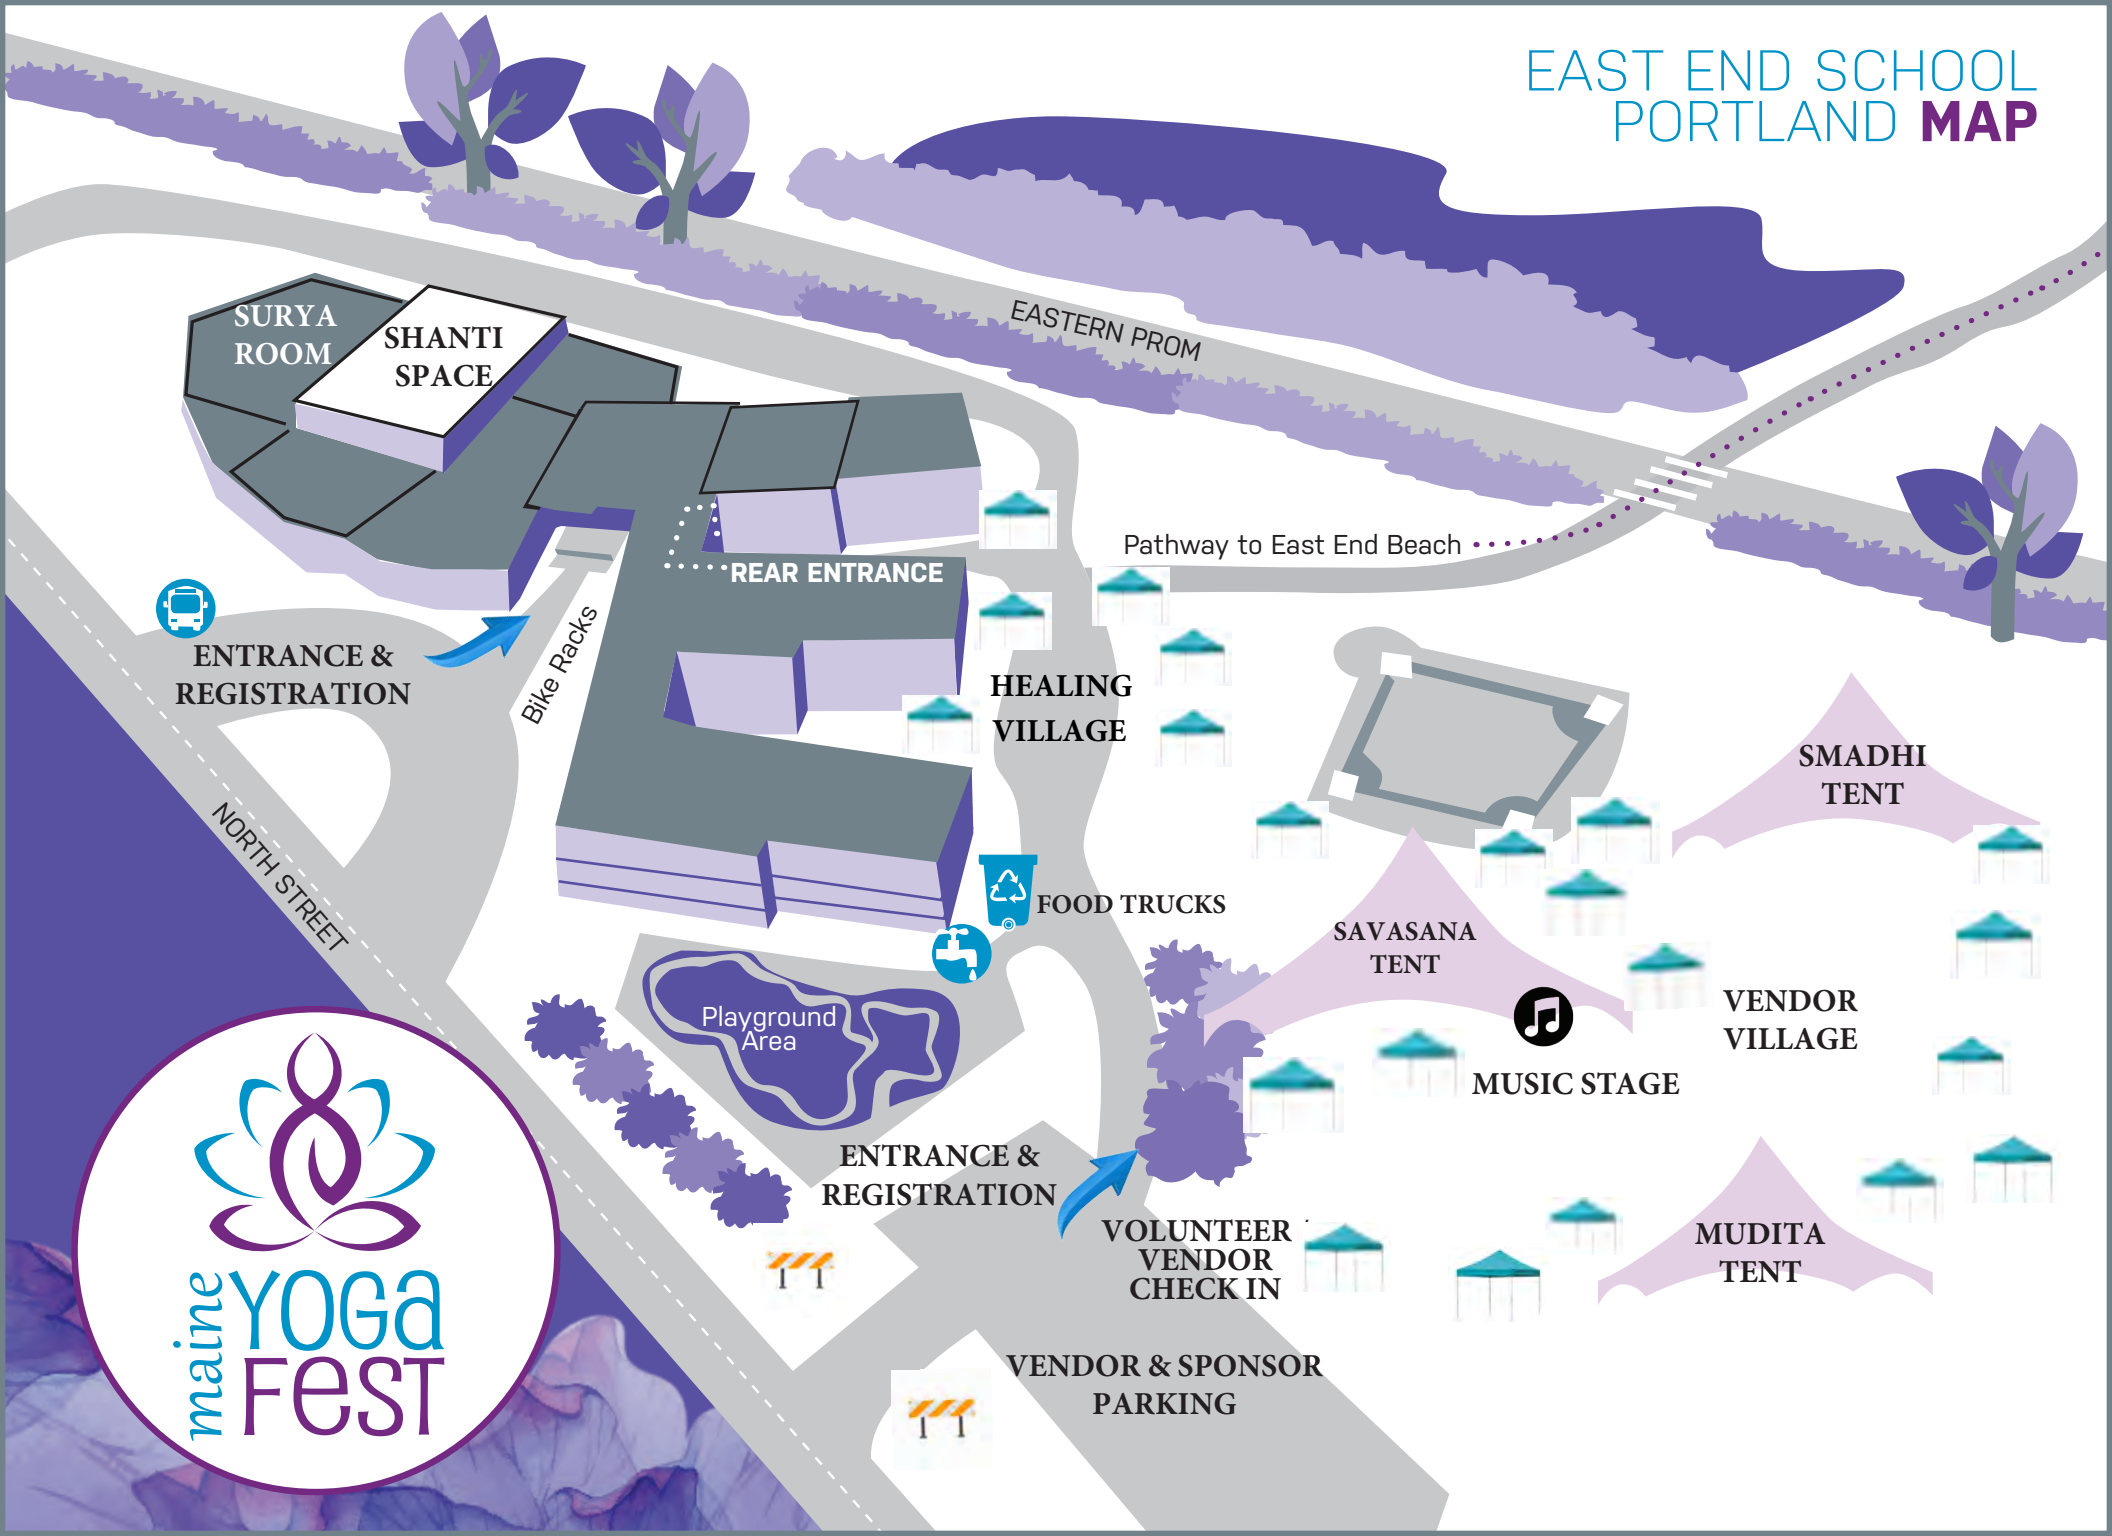 EAST END SCHOOL
PORTLAND MAP
SURYA
ROOM
SHANTI
SPACE
EASTERN PROM
Pathway to East End Beach
REAR ENTRANCE
ENTRANCE &
REGISTRATION
Bike Racks
HEALING
VILLAGE
NORTH STREET
SMADHI
TENT
FOOD TRUCKS
SAVASANA
TENT
Playground
Area
VENDOR
VILLAGE
MUSIC STAGE
ENTRANCE &
REGISTRATION
VOLUNTEER
VENDOR
CHECK IN
MUDITA
TENT
VENDOR & SPONSOR
PARKING
maine
YOGa
FeST